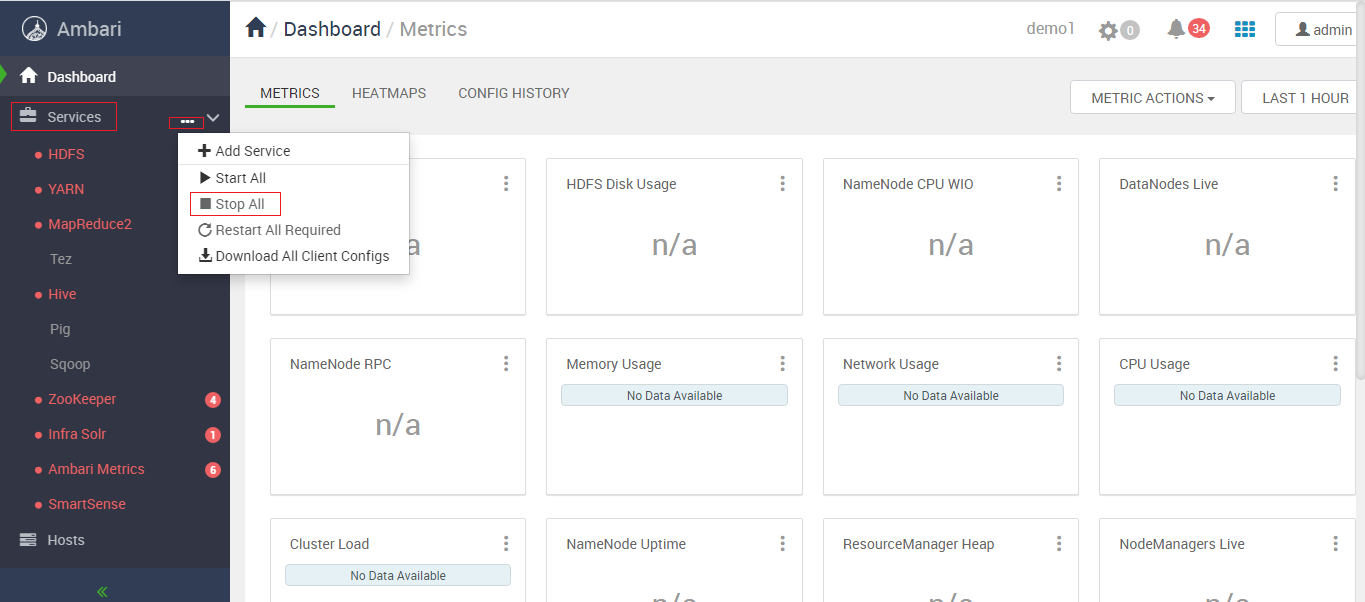 Ambari
Dashboard / Metrics
demo1
0
34
admin
Dashboard
Services
HDFS
YARN
MapReduce2
Tez
Hive
Pig
Sqoop
ZooKeeper 4
Infra Solr 1
Ambari Metrics 6
SmartSense
Hosts
Add Service
Start All
Stop All
Restart All Required
Download All Client Configs
METRICS HEATMAPS CONFIG HISTORY
METRIC ACTIONS LAST 1 HOUR
HDFS Disk Usage NameNode CPU WIO DataNodes Live
a n/a n/a n/a
NameNode RPC Memory Usage Network Usage CPU Usage
No Data Available No Data Available No Data Available
n/a
Cluster Load NameNode Uptime ResourceManager Heap NodeManagers Live
No Data Available
n/a n/a n/a